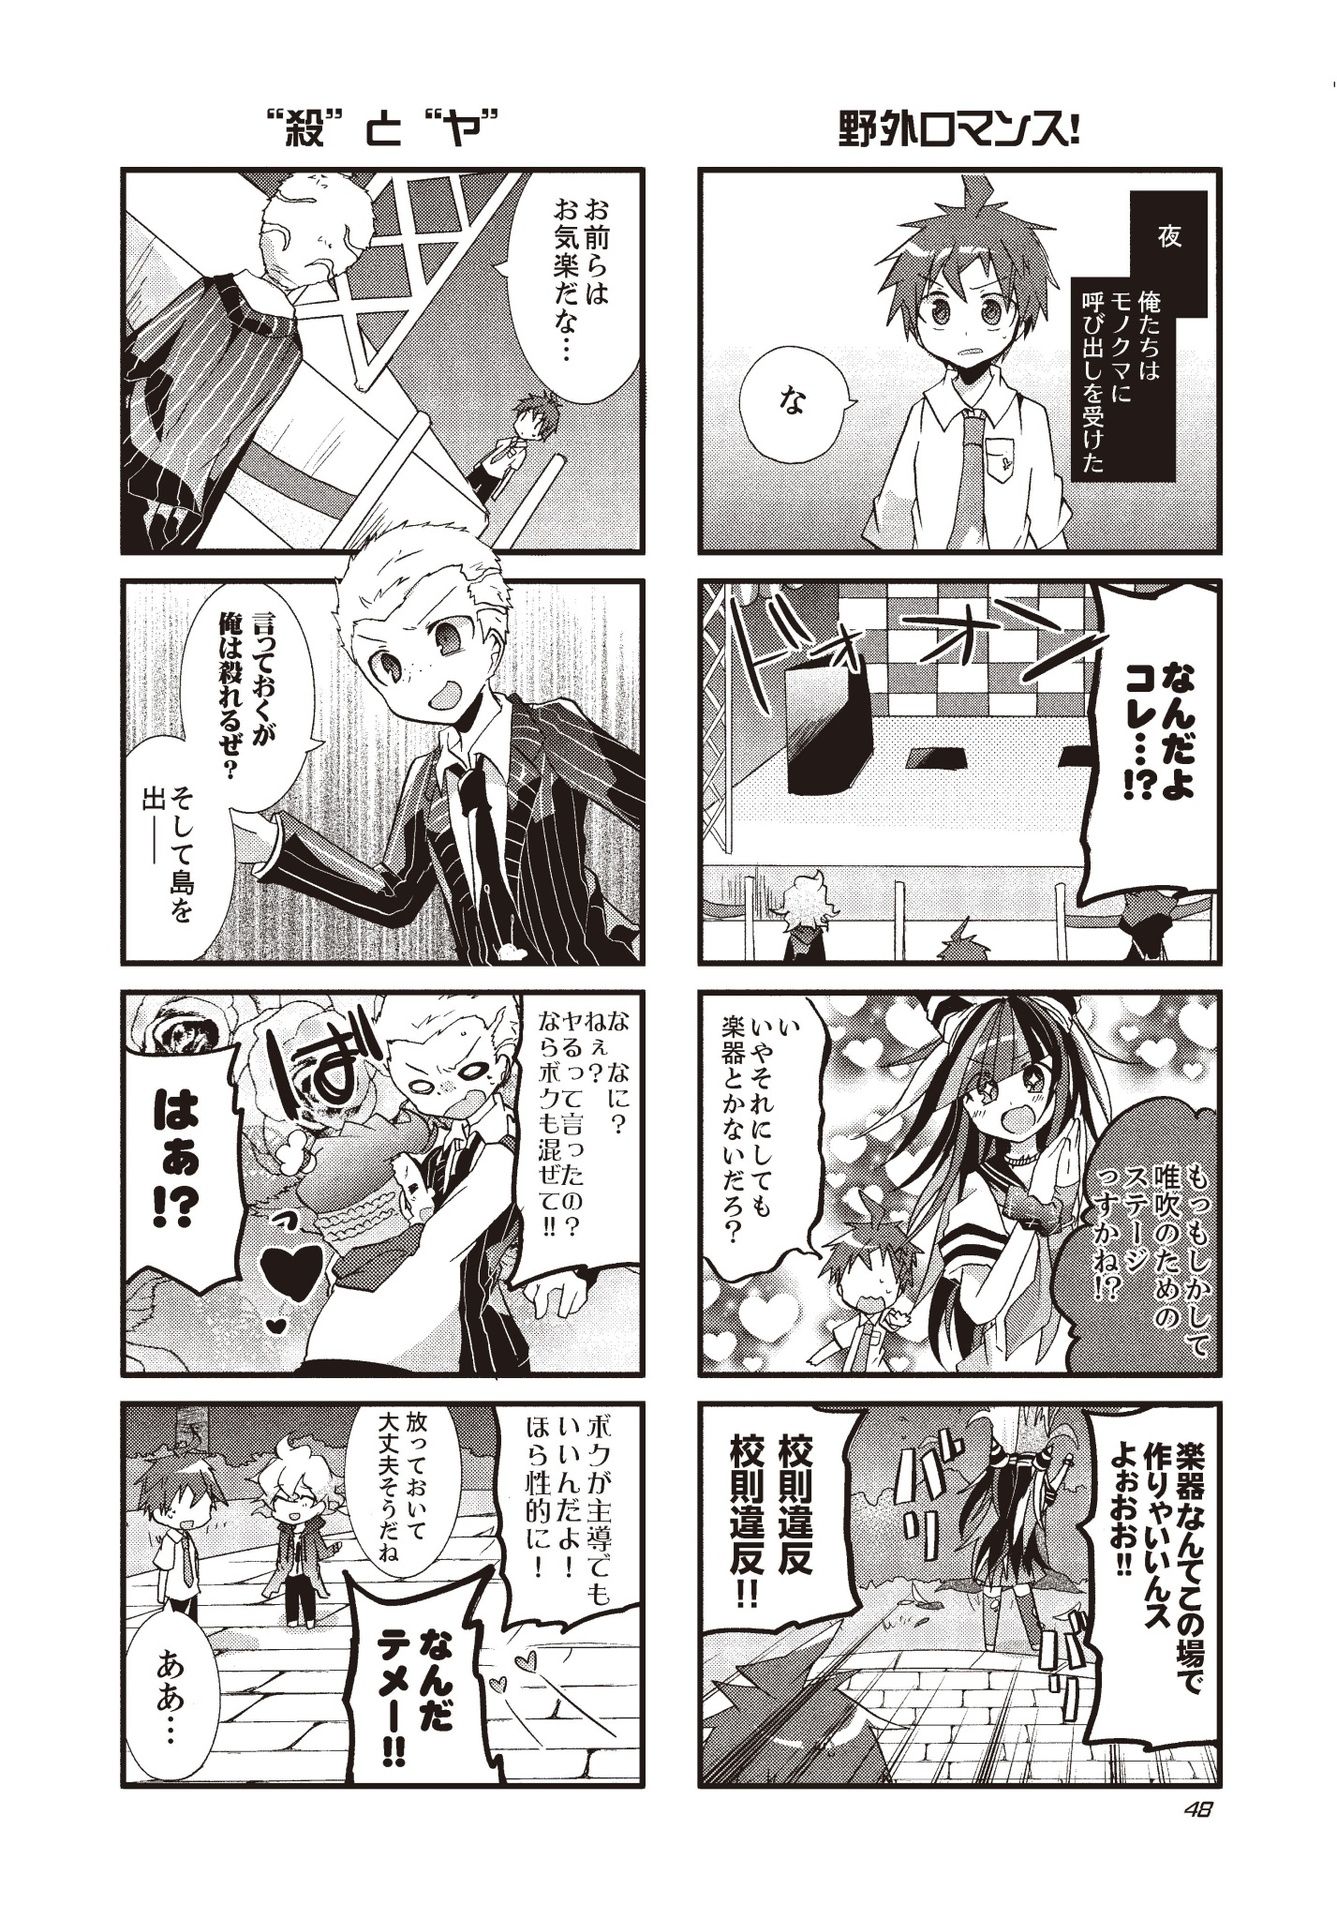 野外ロマンス!
夜
俺たちは
モノクマに
呼び出しを受けた
な
なんだよ
コレ…!?
ドォオオン
もっもしかして
唯吹のための
ステージ
っすかね!?
い
いやそれにしても
楽器とかないだろ?
楽器なんてこの場で
作りゃいいんス
よぉおお!!
校則違反
校則違反!!
“殺”と“ヤ”
お前らは
お気楽だな…
言っておくが
俺は殺れるぜ?
そして島を
出──
な なに?
ねぇ?
ヤるって言ったの?
ならボクも混ぜて!!
ばっ
はぁ!?
ボクが主導でも
いいんだよ!
ほら性的に!
放っておいて
大丈夫そうだね
なんだ
テメー!!
ああ…
48